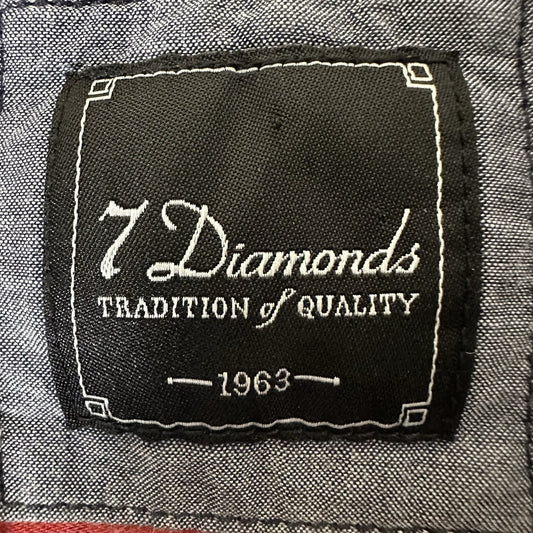 7 Diamonds
TRADITION of QUALITY
1963